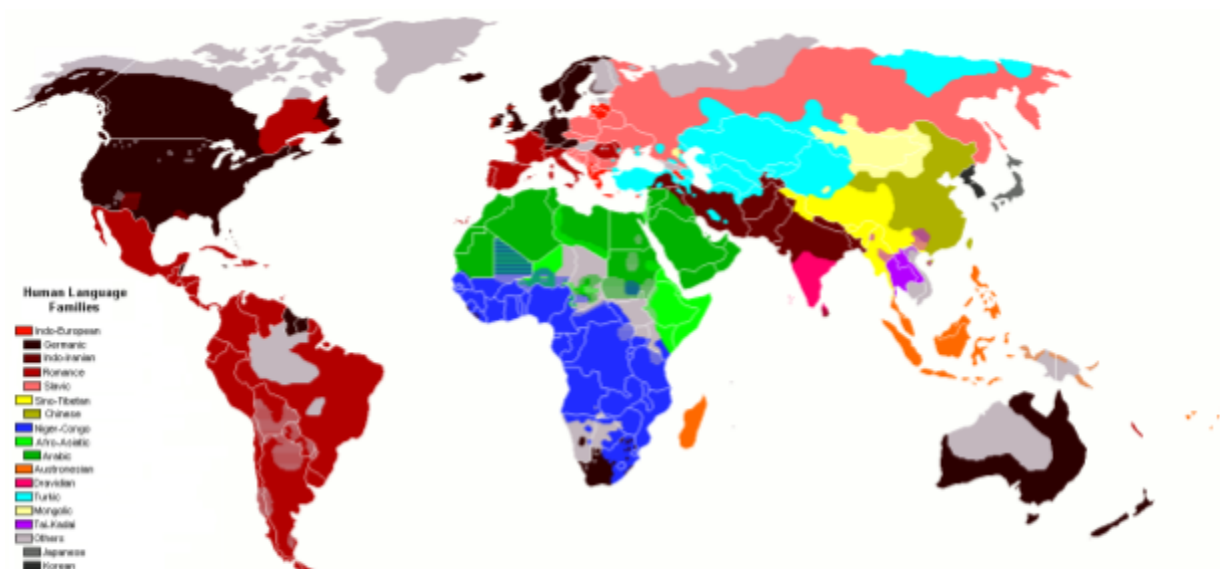 Human Language
Families
Indo-European
Germanic
Indo-Iranian
Romance
Slavic
Sino-Tibetan
Chinese
Niger-Congo
Afro-Asiatic
Arabic
Austronesian
Dravidian
Turkic
Mongolic
Tai-Kadai
Others
Japanese
Korean